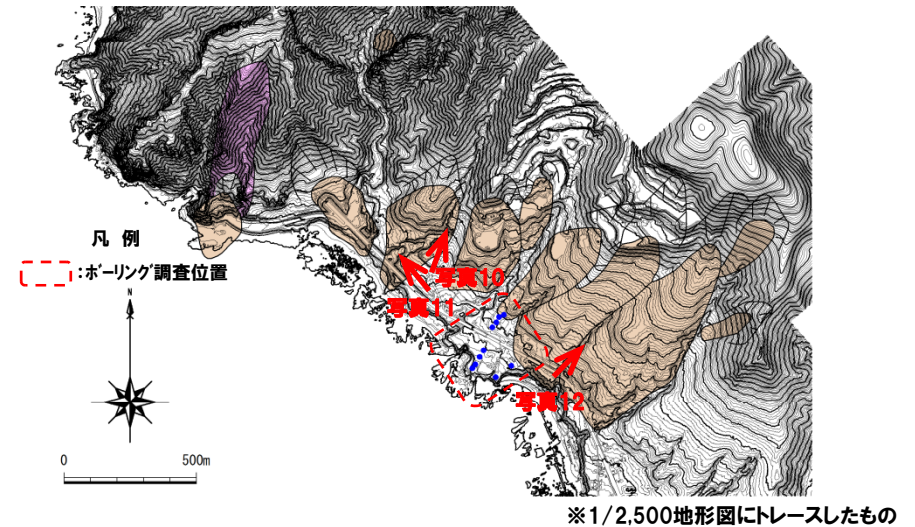 写真10
写真11
写真12
凡 例
:ボーリング調査位置
N
0 500m
※1/2,500地形図にトレースしたもの